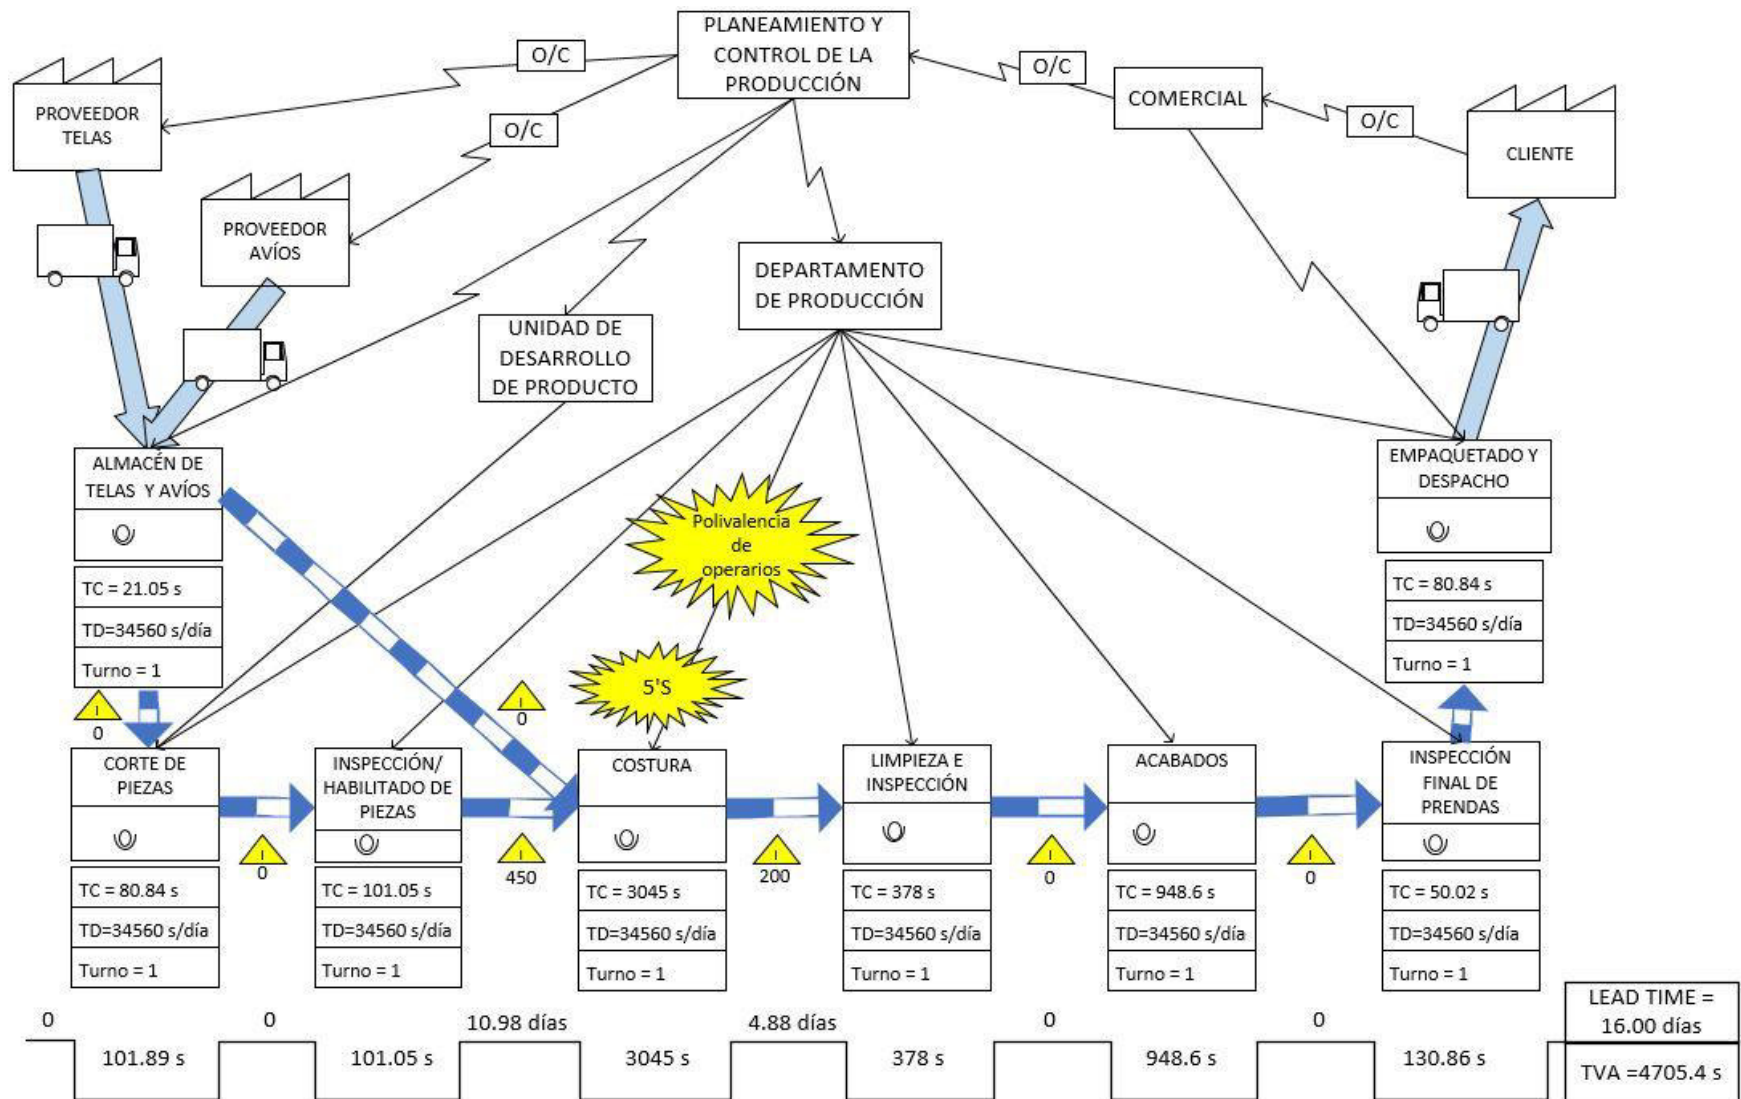 PLANEAMIENTO Y
CONTROL DE LA
PRODUCCIÓN
O/C
O/C
O/C
O/C
COMERCIAL
CLIENTE
PROVEEDOR
TELAS
PROVEEDOR
AVÍOS
DEPARTAMENTO
DE PRODUCCIÓN
UNIDAD DE
DESARROLLO
DE PRODUCTO
ALMACÉN DE
TELAS Y AVÍOS
TC = 21.05 s
TD=34560 s/día
Turno = 1
EMPAQUETADO Y
DESPACHO
TC = 80.84 s
TD=34560 s/día
Turno = 1
Polivalencia
de
operarios
5'S
I
0
I
0
CORTE DE
PIEZAS
TC = 80.84 s
TD=34560 s/día
Turno = 1
I
0
INSPECCIÓN/
HABILITADO DE
PIEZAS
TC = 101.05 s
TD=34560 s/día
Turno = 1
I
450
COSTURA
TC = 3045 s
TD=34560 s/día
Turno = 1
I
200
LIMPIEZA E
INSPECCIÓN
TC = 378 s
TD=34560 s/día
Turno = 1
I
0
ACABADOS
TC = 948.6 s
TD=34560 s/día
Turno = 1
I
0
INSPECCIÓN
FINAL DE
PRENDAS
TC = 50.02 s
TD=34560 s/día
Turno = 1
0
0
10.98 días
4.88 días
0
0
101.89 s
101.05 s
3045 s
378 s
948.6 s
130.86 s
LEAD TIME =
16.00 días
TVA =4705.4 s